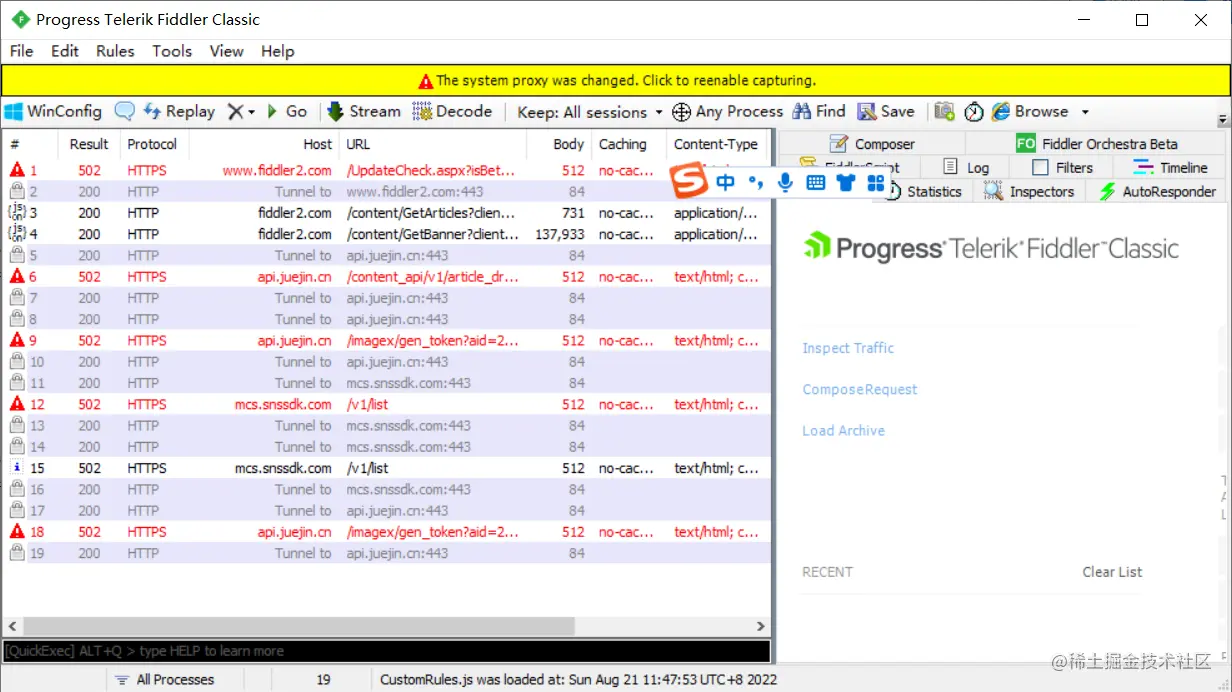 Progress Telerik Fiddler Classic
File Edit Rules Tools View Help
The system proxy was changed. Click to reenable capturing.
WinConfig Replay Go Stream Decode Keep: All sessions Any Process Find Save Browse
# Result Protocol Host URL Body Caching Content-Type
1 502 HTTPS www.fiddler2.com /UpdateCheck.aspx?isBet... 512 no-cac...
2 200 HTTP Tunnel to www.fiddler2.com:443 84
3 200 HTTPS fiddler2.com /content/GetArticles?clien... 731 no-cac... application/...
4 200 HTTPS fiddler2.com /content/GetBanner?client... 137,933 no-cac... application/...
5 200 HTTP Tunnel to api.juejin.cn:443 84
6 502 HTTPS api.juejin.cn /content_api/v1/article_dr... 512 no-cac... text/html; c...
7 200 HTTP Tunnel to api.juejin.cn:443 84
8 200 HTTP Tunnel to api.juejin.cn:443 84
9 502 HTTPS api.juejin.cn /imagex/gen_token?aid=2... 512 no-cac... text/html; c...
10 200 HTTP Tunnel to api.juejin.cn:443 84
11 200 HTTP Tunnel to mcs.snssdk.com:443 84
12 502 HTTPS mcs.snssdk.com /v1/list 512 no-cac... text/html; c...
13 200 HTTP Tunnel to mcs.snssdk.com:443 84
14 200 HTTP Tunnel to mcs.snssdk.com:443 84
15 502 HTTPS mcs.snssdk.com /v1/list 512 no-cac... text/html; c...
16 200 HTTP Tunnel to mcs.snssdk.com:443 84
17 200 HTTP Tunnel to api.juejin.cn:443 84
18 502 HTTPS api.juejin.cn /imagex/gen_token?aid=2... 512 no-cac... text/html; c...
19 200 HTTP Tunnel to api.juejin.cn:443 84
[QuickExec] ALT+Q > type HELP to learn more
All Processes 19 CustomRules.js was loaded at: Sun Aug 21 11:47:53 UTC+8 2022
Composer FO Fiddler Orchestra Beta
Log Filters Timeline
中
Statistics Inspectors AutoResponder
Progress Telerik Fiddler Classic
Inspect Traffic
Compose Request
Load Archive
RECENT Clear List
@稀土掘金技术社区